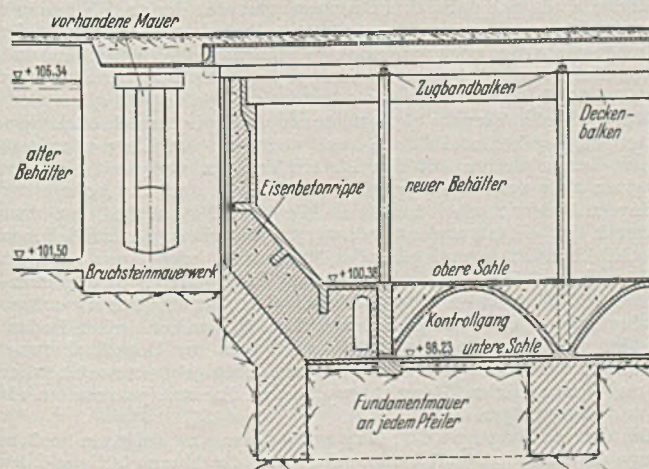 vorhandene Mauer
+ 105,34
Zugbandbalken
Decken-
balken
alter
Behälter
Eisenbetonrippe
neuer Behälter
+ 101,50
Bruchsteinmauerwerk
+ 100,38
obere Sohle
Kontrollgang
+ 98,23
untere Sohle
Fundamentmauer
an jedem Pfeiler